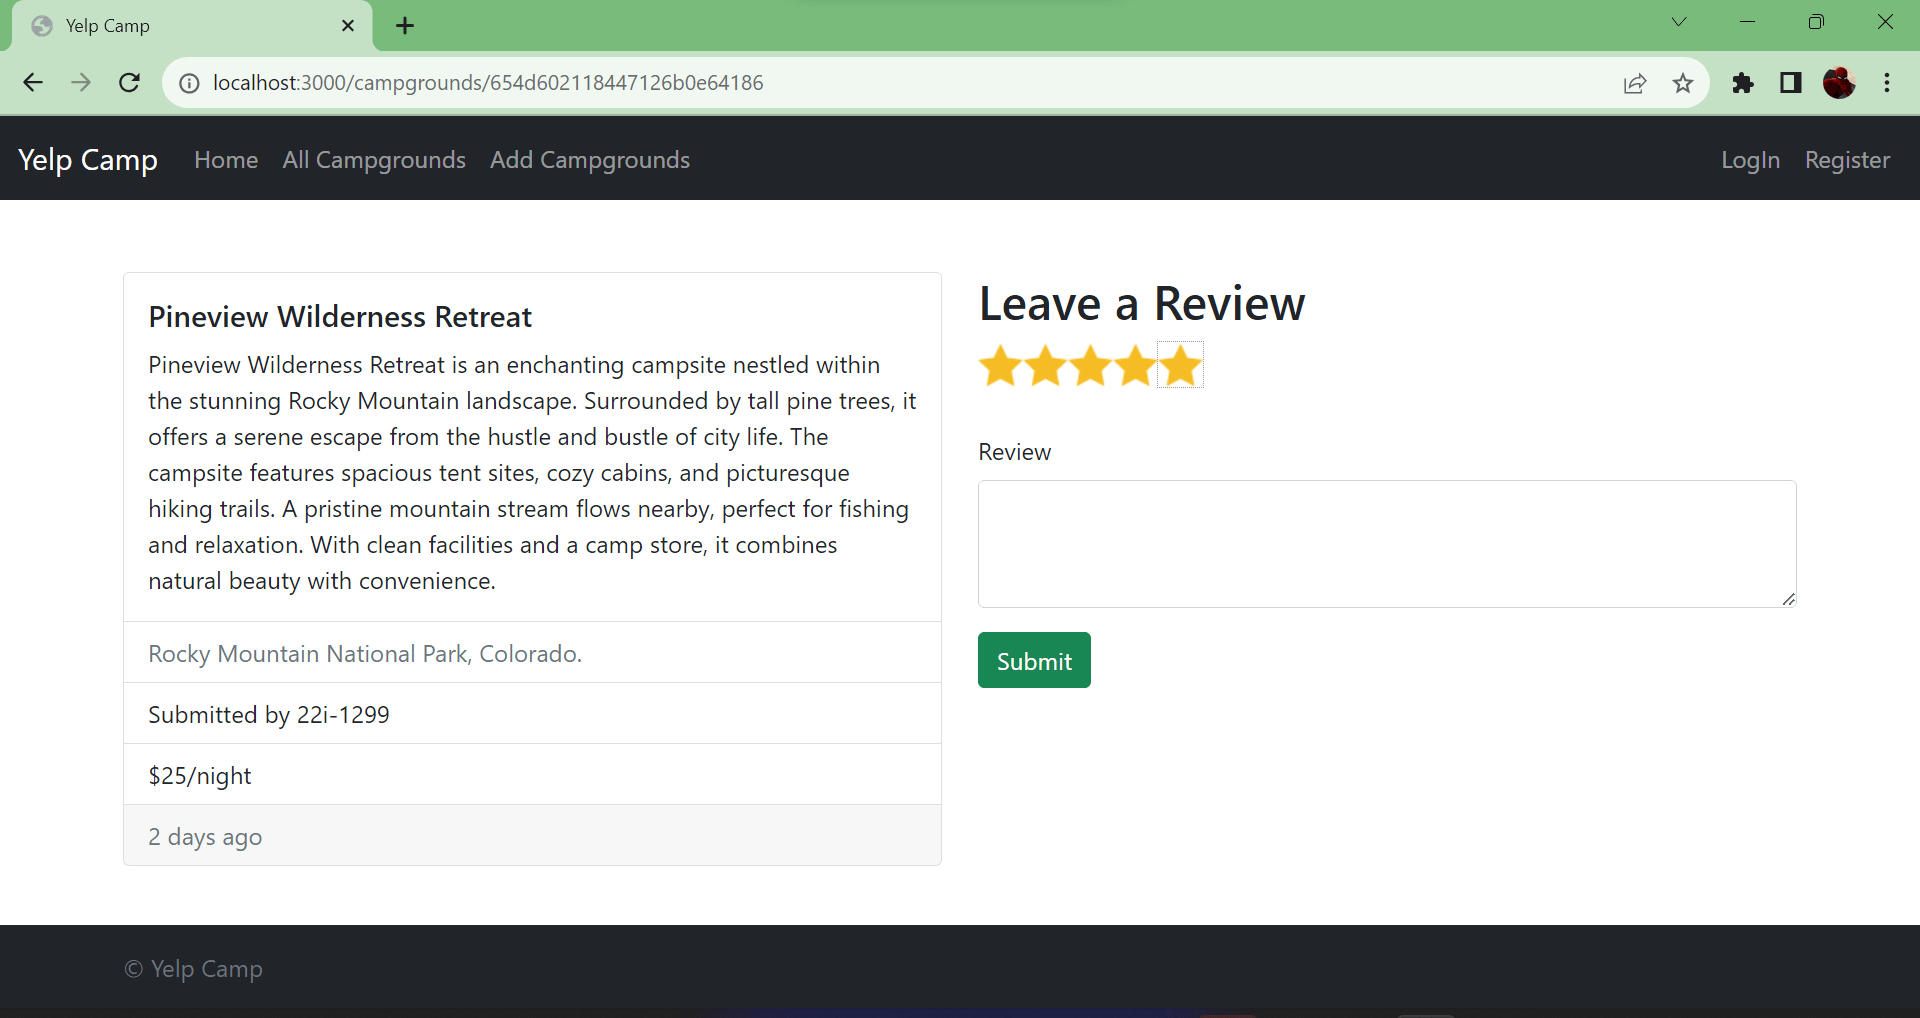 Yelp Camp
localhost:3000/campgrounds/654d602118447126b0e64186
Yelp Camp Home All Campgrounds Add Campgrounds LogIn Register
Pineview Wilderness Retreat
Pineview Wilderness Retreat is an enchanting campsite nestled within
the stunning Rocky Mountain landscape. Surrounded by tall pine trees, it
offers a serene escape from the hustle and bustle of city life. The
campsite features spacious tent sites, cozy cabins, and picturesque
hiking trails. A pristine mountain stream flows nearby, perfect for fishing
and relaxation. With clean facilities and a camp store, it combines
natural beauty with convenience.
Rocky Mountain National Park, Colorado.
Submitted by 22i-1299
$25/night
2 days ago
Leave a Review
Review
Submit
© Yelp Camp